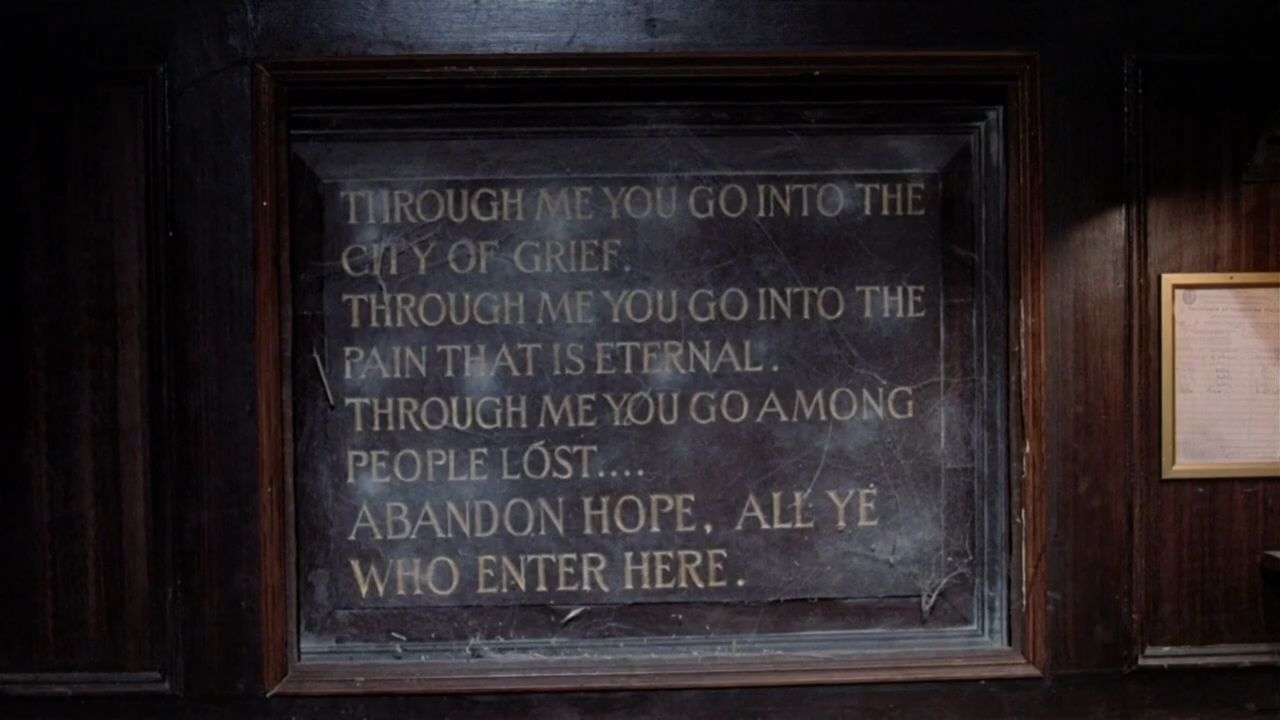 THROUGH ME YOU GO INTO THE
CITY OF GRIEF.
THROUGH ME YOU GO INTO THE
PAIN THAT IS ETERNAL.
THROUGH ME YOU GO AMONG
PEOPLE LOST....
ABANDON HOPE, ALL YE
WHO ENTER HERE.